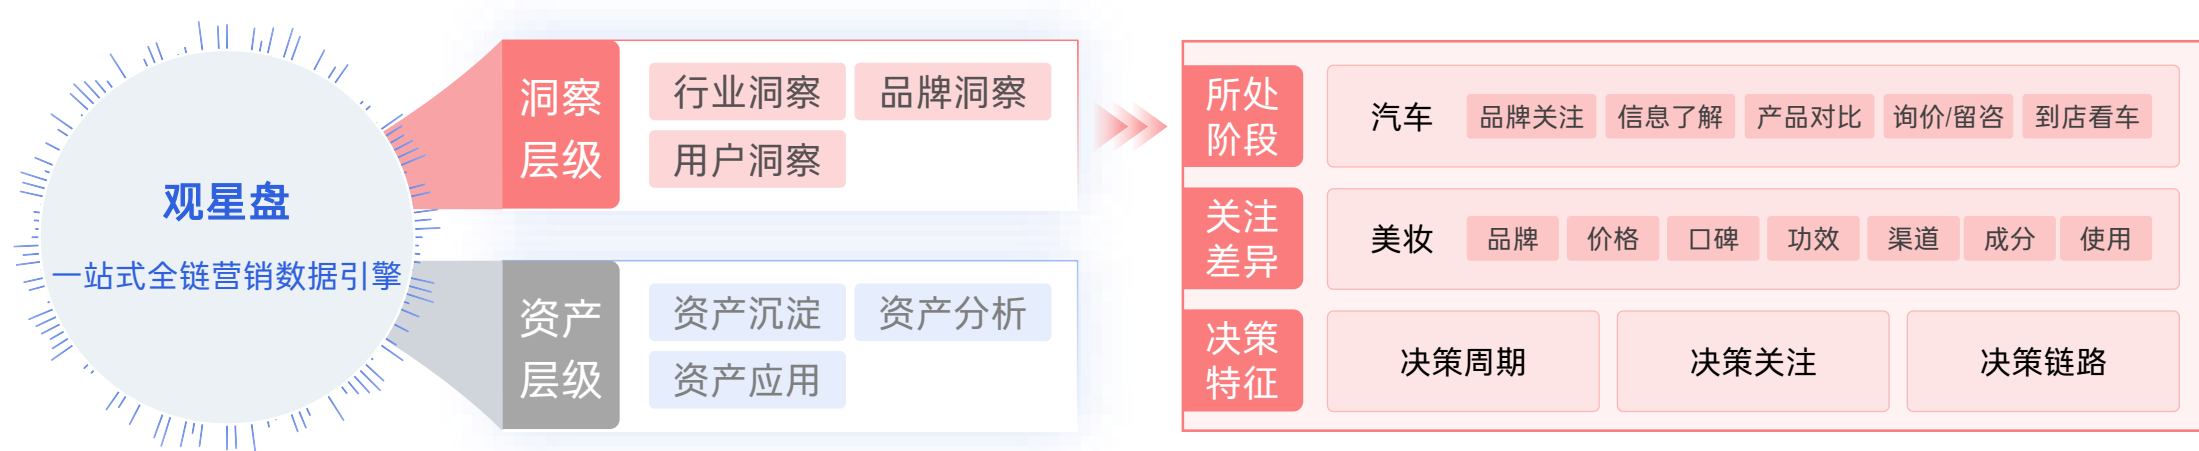 观星盘
一站式全链营销数据引擎
洞察
层级
行业洞察 品牌洞察
用户洞察
资产
层级
资产沉淀 资产分析
资产应用
所处
阶段
汽车 品牌关注 信息了解 产品对比 询价/留咨 到店看车
关注
差异
美妆 品牌 价格 口碑 功效 渠道 成分 使用
决策
特征
决策周期 决策关注 决策链路